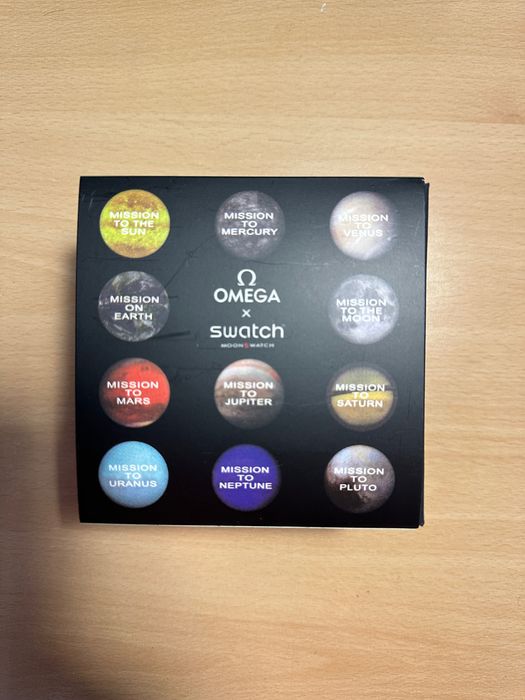 MISSION
TO THE
SUN
MISSION
TO
MERCURY
MISSION
TO
VENUS
MISSION
ON
EARTH
Ω
OMEGA
x
swatch
MOONSWATCH
MISSION
TO THE
MOON
MISSION
TO
MARS
MISSION
TO
JUPITER
MISSION
TO
SATURN
MISSION
TO
URANUS
MISSION
TO
NEPTUNE
MISSION
TO
PLUTO